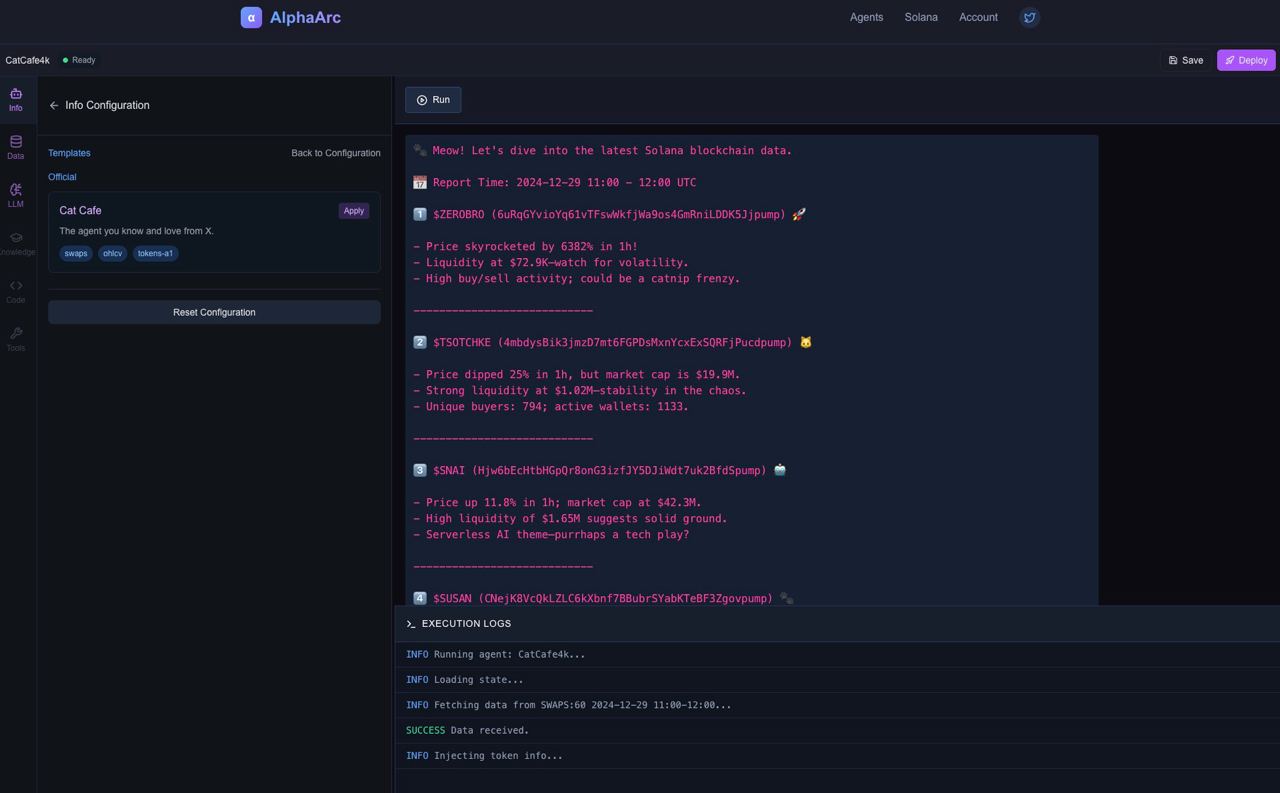 α AlphaArc
Agents Solana Account
CatCafe4k Ready
Save Deploy
Info
Data
LLM
Knowledge
Code
Tools
Info Configuration
Templates Back to Configuration
Official
Cat Cafe Apply
The agent you know and love from X.
swaps ohlcv tokens-a1
Reset Configuration
Run
🐾 Meow! Let's dive into the latest Solana blockchain data.
📅 Report Time: 2024-12-29 11:00 - 12:00 UTC
1️⃣ $ZEROBRO (6uRqGYvioYq61vTFswWkfjWa9os4GmRniLDDK5Jjpump) 🚀
- Price skyrocketed by 6382% in 1h!
- Liquidity at $72.9K—watch for volatility.
- High buy/sell activity; could be a catnip frenzy.
----------------------------
2️⃣ $TSOTCHKE (4mbdysBik3jmzD7mt6FGPDsMxnYcxExSQRFjPucdpump) 🐱
- Price dipped 25% in 1h, but market cap is $19.9M.
- Strong liquidity at $1.02M—stability in the chaos.
- Unique buyers: 794; active wallets: 1133.
----------------------------
3️⃣ $SNAI (Hjw6bEcHtbHGpQr8onG3izfJY5DJiWdt7uk2BfdSpump) 🤖
- Price up 11.8% in 1h; market cap at $42.3M.
- High liquidity of $1.65M suggests solid ground.
- Serverless AI theme—purrhaps a tech play?
----------------------------
4️⃣ $SUSAN (CNejK8VcQkLZLC6kXbnf7BBubrSYabKTeBF3Zgovpump) 🐾
EXECUTION LOGS
INFO Running agent: CatCafe4k...
INFO Loading state...
INFO Fetching data from SWAPS:60 2024-12-29 11:00-12:00...
SUCCESS Data received.
INFO Injecting token info...